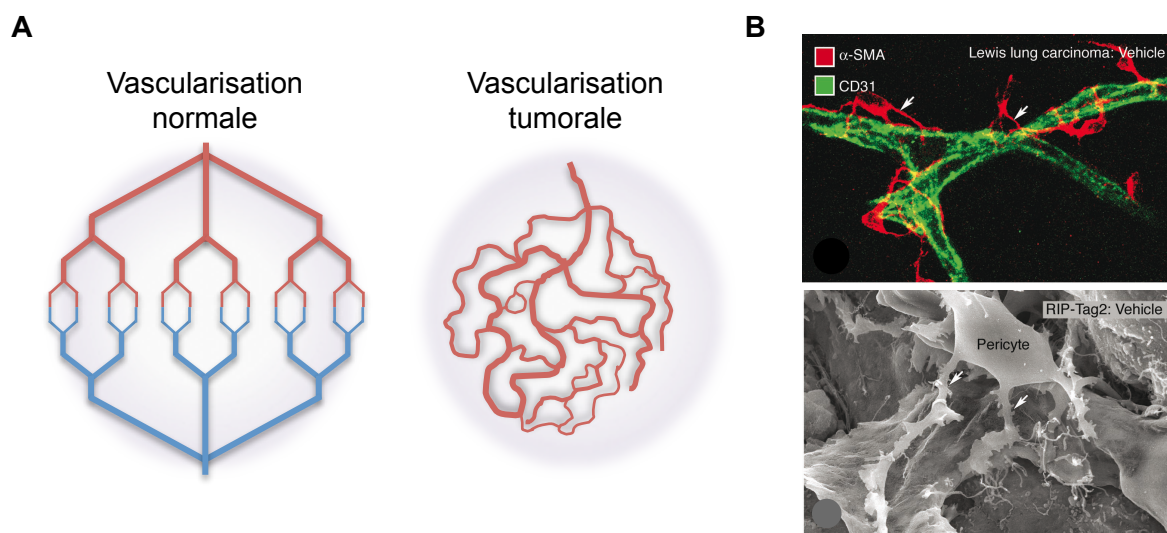 A
Vascularisation
normale
Vascularisation
tumorale
B
α-SMA
CD31
Lewis lung carcinoma: Vehicle
RIP-Tag2: Vehicle
Pericyte